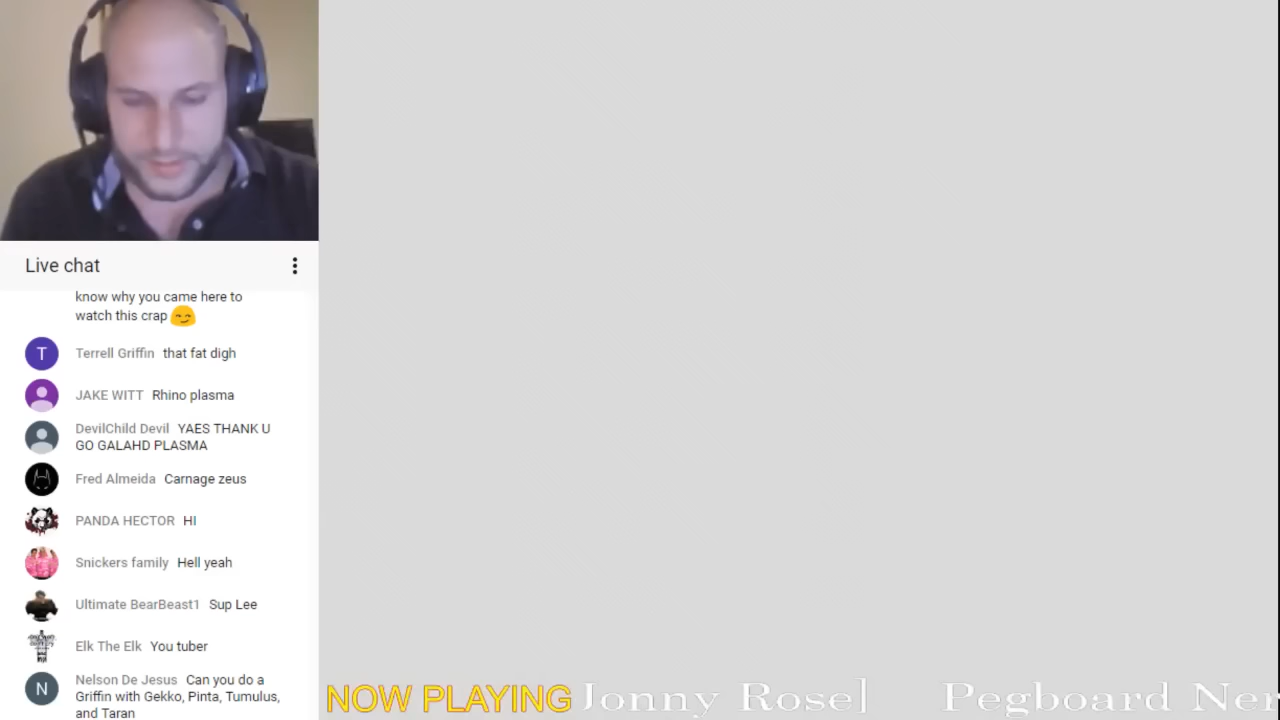 Live chat
know why you came here to
watch this crap
T
Terrell Griffin that fat digh
JAKE WITT Rhino plasma
DevilChild Devil YAES THANK U
GO GALAHD PLASMA
Fred Almeida Carnage zeus
PANDA HECTOR HI
Snickers family Hell yeah
Ultimate BearBeast1 Sup Lee
Elk The Elk You tuber
N
Nelson De Jesus Can you do a
Griffin with Gekko, Pinta, Tumulus,
and Taran
NOW PLAYING Jonny Rose] Pegboard Ner